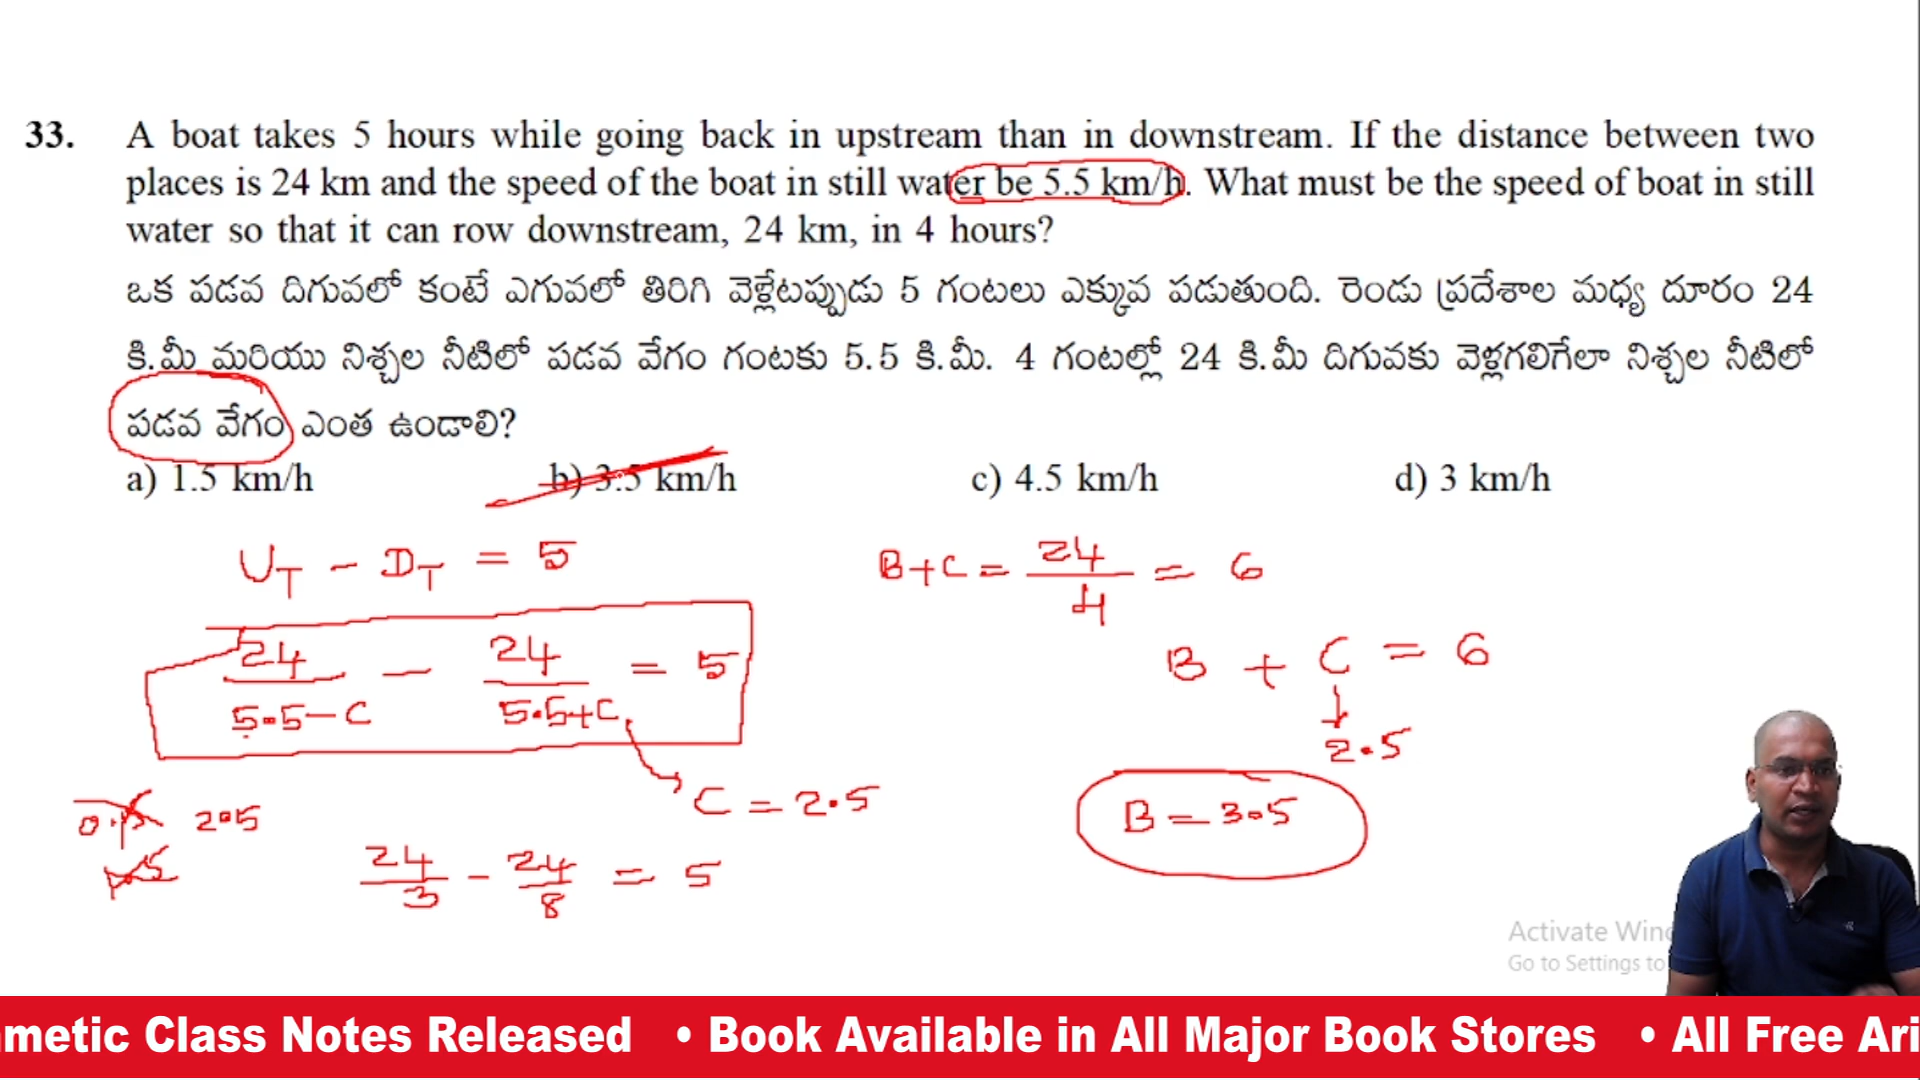 33. A boat takes 5 hours while going back in upstream than in downstream. If the distance between two
places is 24 km and the speed of the boat in still water be 5.5 km/h. What must be the speed of boat in still
water so that it can row downstream, 24 km, in 4 hours?
ఒక పడవ దిగువలో కంటే ఎగువలో తిరిగి వెళ్లేటప్పుడు 5 గంటలు ఎక్కువ పడుతుంది. రెండు ప్రదేశాల మధ్య దూరం 24
కి.మీ మరియు నిశ్చల నీటిలో పడవ వేగం గంటకు 5.5 కి.మీ. 4 గంటల్లో 24 కి.మీ దిగువకు వెళ్లగలిగేలా నిశ్చల నీటిలో
పడవ వేగం ఎంత ఉండాలి?
a) 1.5 km/h b) 3.5 km/h c) 4.5 km/h d) 3 km/h
U_T - D_T = 5
24/5.5-C - 24/5.5+C = 5
C = 2.5
2.5
24/3 - 24/8 = 5
B+C = 24/4 = 6
B + C = 6
2.5
B = 3.5
Activate Wind
Go to Settings to
metic Class Notes Released • Book Available in All Major Book Stores • All Free Ari